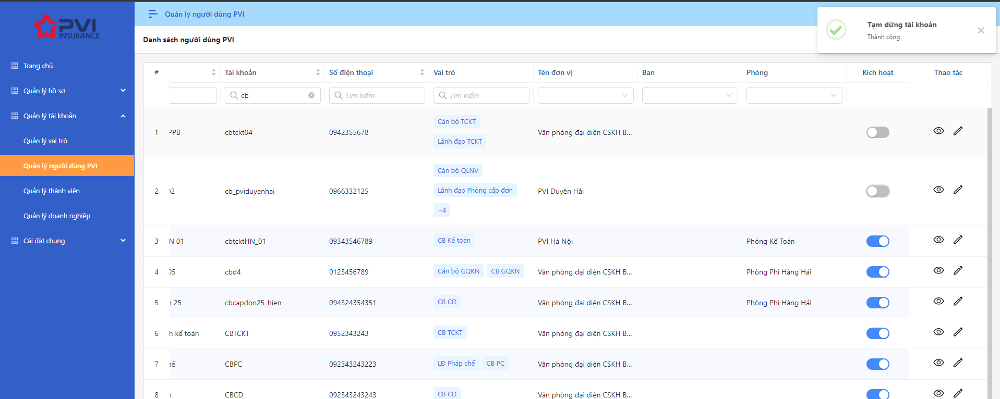 PVI
INSURANCE
Trang chủ
Quản lý hồ sơ
Quản lý tài khoản
Quản lý vai trò
Quản lý người dùng PVI
Quản lý thành viên
Quản lý doanh nghiệp
Cài đặt chung
Quản lý người dùng PVI
Tạm dừng tài khoản
Thành công
Danh sách người dùng PVI
# Tài khoản Số điện thoại Vai trò Tên đơn vị Ban Phòng Kích hoạt Thao tác
cb Tìm kiếm Tìm kiếm
1 PPB cbtckt04 0942355678 Cán bộ TCKT Văn phòng đại diện CSKH B...
Lãnh đạo TCKT
Cán bộ QLNV
2 02 cb_pviduyenhai 0966332125 Lãnh đạo Phòng cấp đơn PVI Duyên Hải
+4
3 N 01 cbtcktHN_01 09343546789 CB Kế toán PVI Hà Nội Phòng Kế Toán
4 05 cbd4 0123456789 Cán bộ GQKN CB GQKN Văn phòng đại diện CSKH B... Phòng Phi Hàng Hải
5 25 cbcapdon25_hien 094324354351 CB CĐ Văn phòng đại diện CSKH B... Phòng Phi Hàng Hải
6 h kế toán CBTCKT 0952343243 CB TCKT Văn phòng đại diện CSKH B...
7 CBPC 092343243223 LĐ Pháp chế CB PC Văn phòng đại diện CSKH B...
8 CBCD 092343243243 CB CĐ Văn phòng đại diện CSKH B...